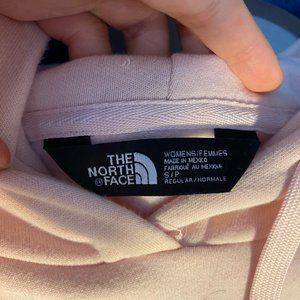 THE
NORTH
FACE
WOMENS/FEMMES
MADE IN MEXICO
FABRIQUÉ AU MEXIQUE
S/P
REGULAR/NORMALE